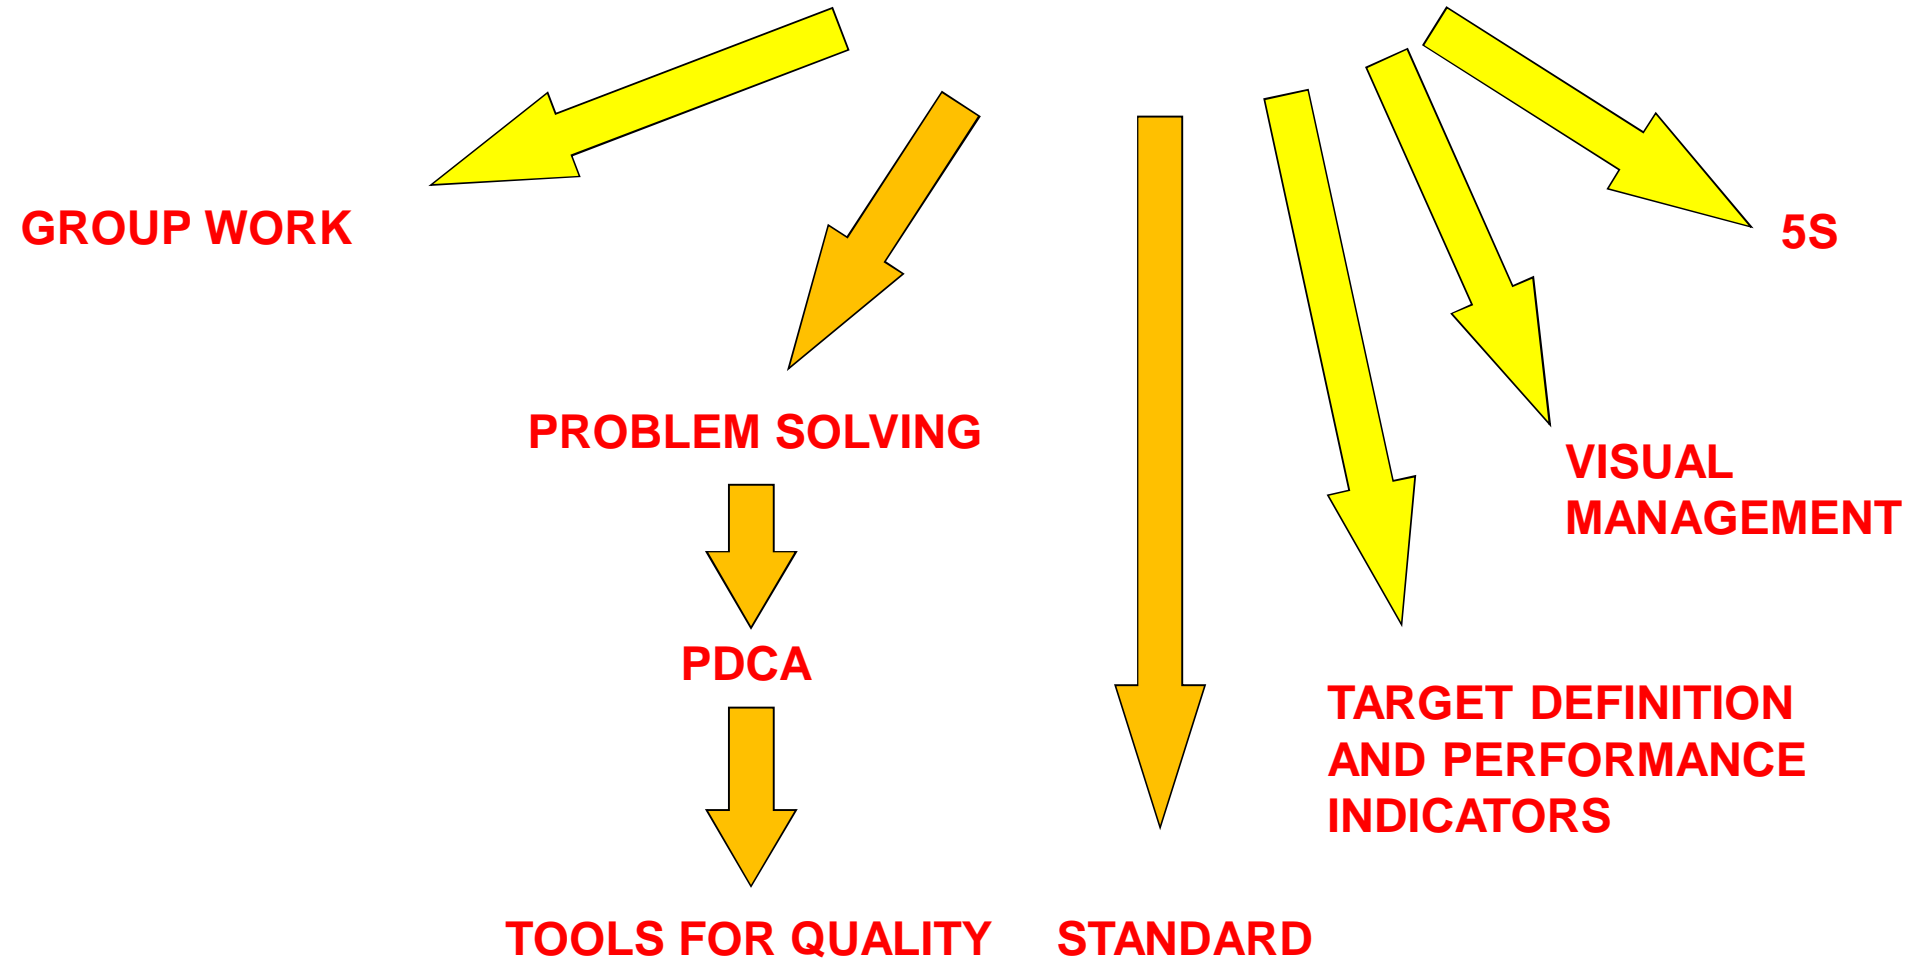 GROUP WORK
5S
PROBLEM SOLVING
VISUAL
MANAGEMENT
PDCA
TARGET DEFINITION
AND PERFORMANCE
INDICATORS
TOOLS FOR QUALITY
STANDARD